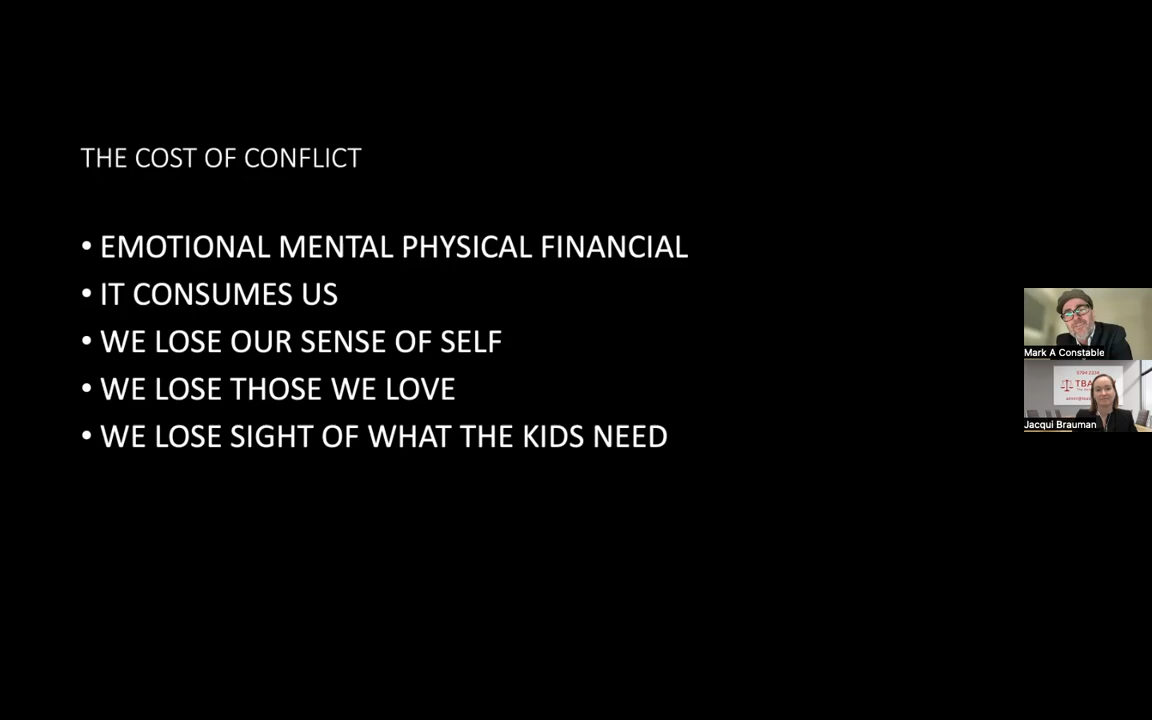 THE COST OF CONFLICT
• EMOTIONAL MENTAL PHYSICAL FINANCIAL
• IT CONSUMES US
• WE LOSE OUR SENSE OF SELF
• WE LOSE THOSE WE LOVE
• WE LOSE SIGHT OF WHAT THE KIDS NEED
Mark A Constable
Jacqui Brauman